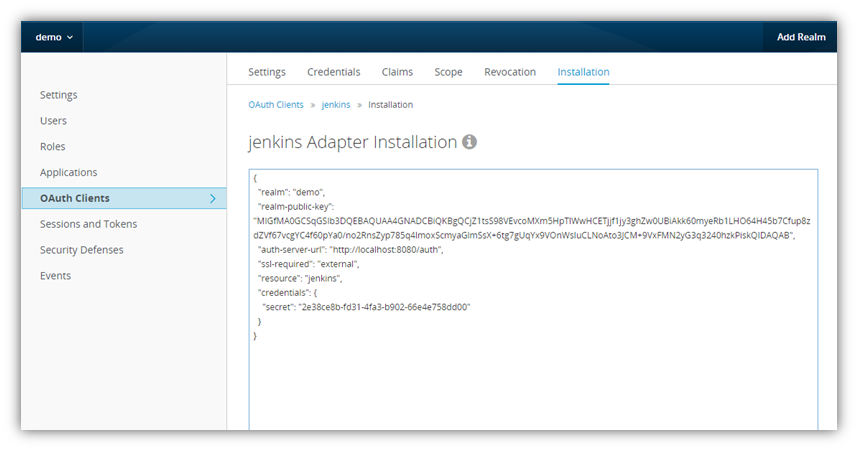 demo
Add Realm
Settings
Users
Roles
Applications
OAuth Clients
Sessions and Tokens
Security Defenses
Events
Settings Credentials Claims Scope Revocation Installation
OAuth Clients » jenkins » Installation
jenkins Adapter Installation
{
"realm": "demo",
"realm-public-key":
"MIGfMA0GCSqGSIb3DQEBAQUAA4GNADCBiQKBgQCjZ1tsS98VEvcoMXm5HpTIWwHCETjjf1jy3ghZw0UBiAkk60myeRb1LHO64H45b7Cfup8z
dZVf67vcgYC4f60pYa0/no2RnsZyp785q4lmoxScmyaGlmSsX+6tg7gUqYx9VOnWsluCLNoAto3JCM+9VxFMN2yG3q3240hzkPiskQIDAQAB",
"auth-server-url": "http://localhost:8080/auth",
"ssl-required": "external",
"resource": "jenkins",
"credentials": {
"secret": "2e38ce8b-fd31-4fa3-b902-66e4e758dd00"
}
}